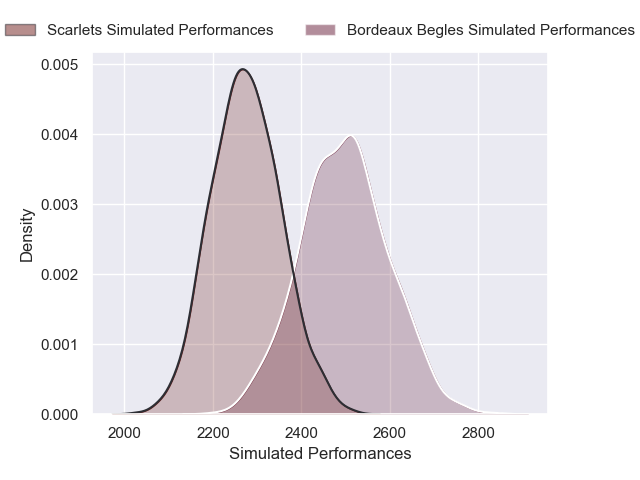 Scarlets Simulated Performances
Bordeaux Begles Simulated Performances
0.005
0.004
0.003
0.002
0.001
0.000
Density
2000
2200
2400
2600
2800
Simulated Performances